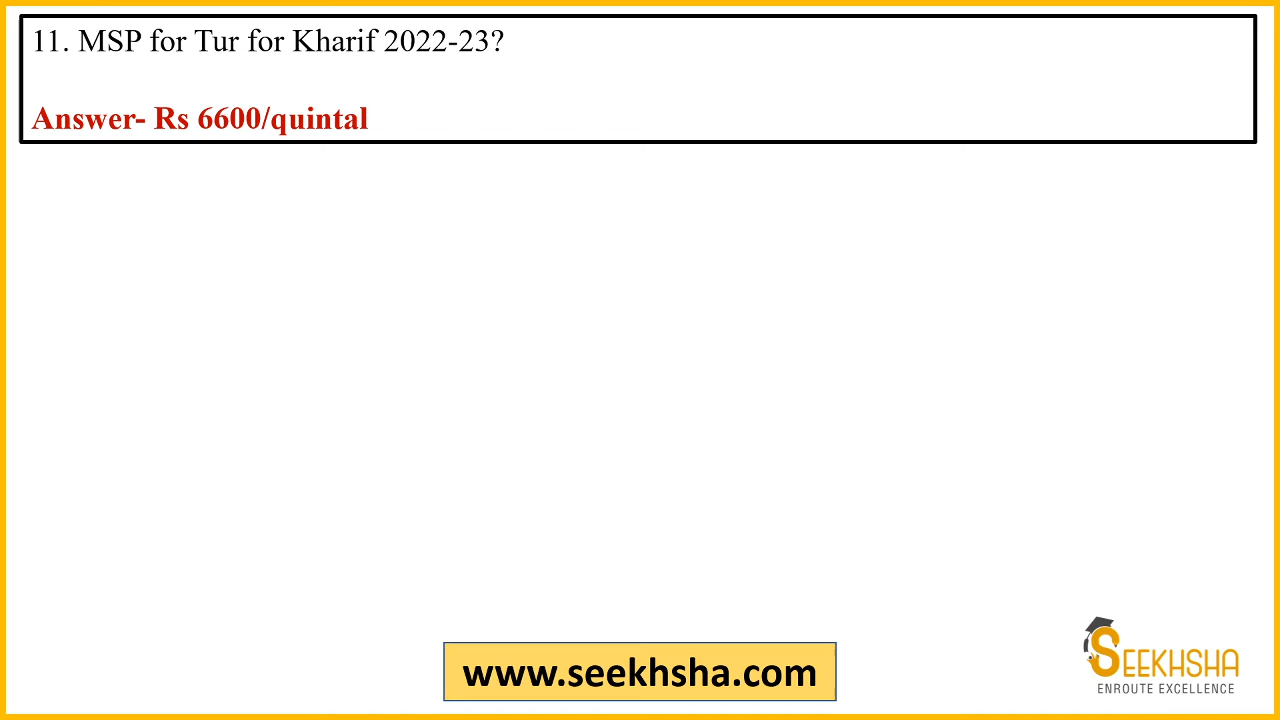 11. MSP for Tur for Kharif 2022-23?
Answer- Rs 6600/quintal
www.seekhsha.com
SEEKHSHA
ENROUTE EXCELLENCE